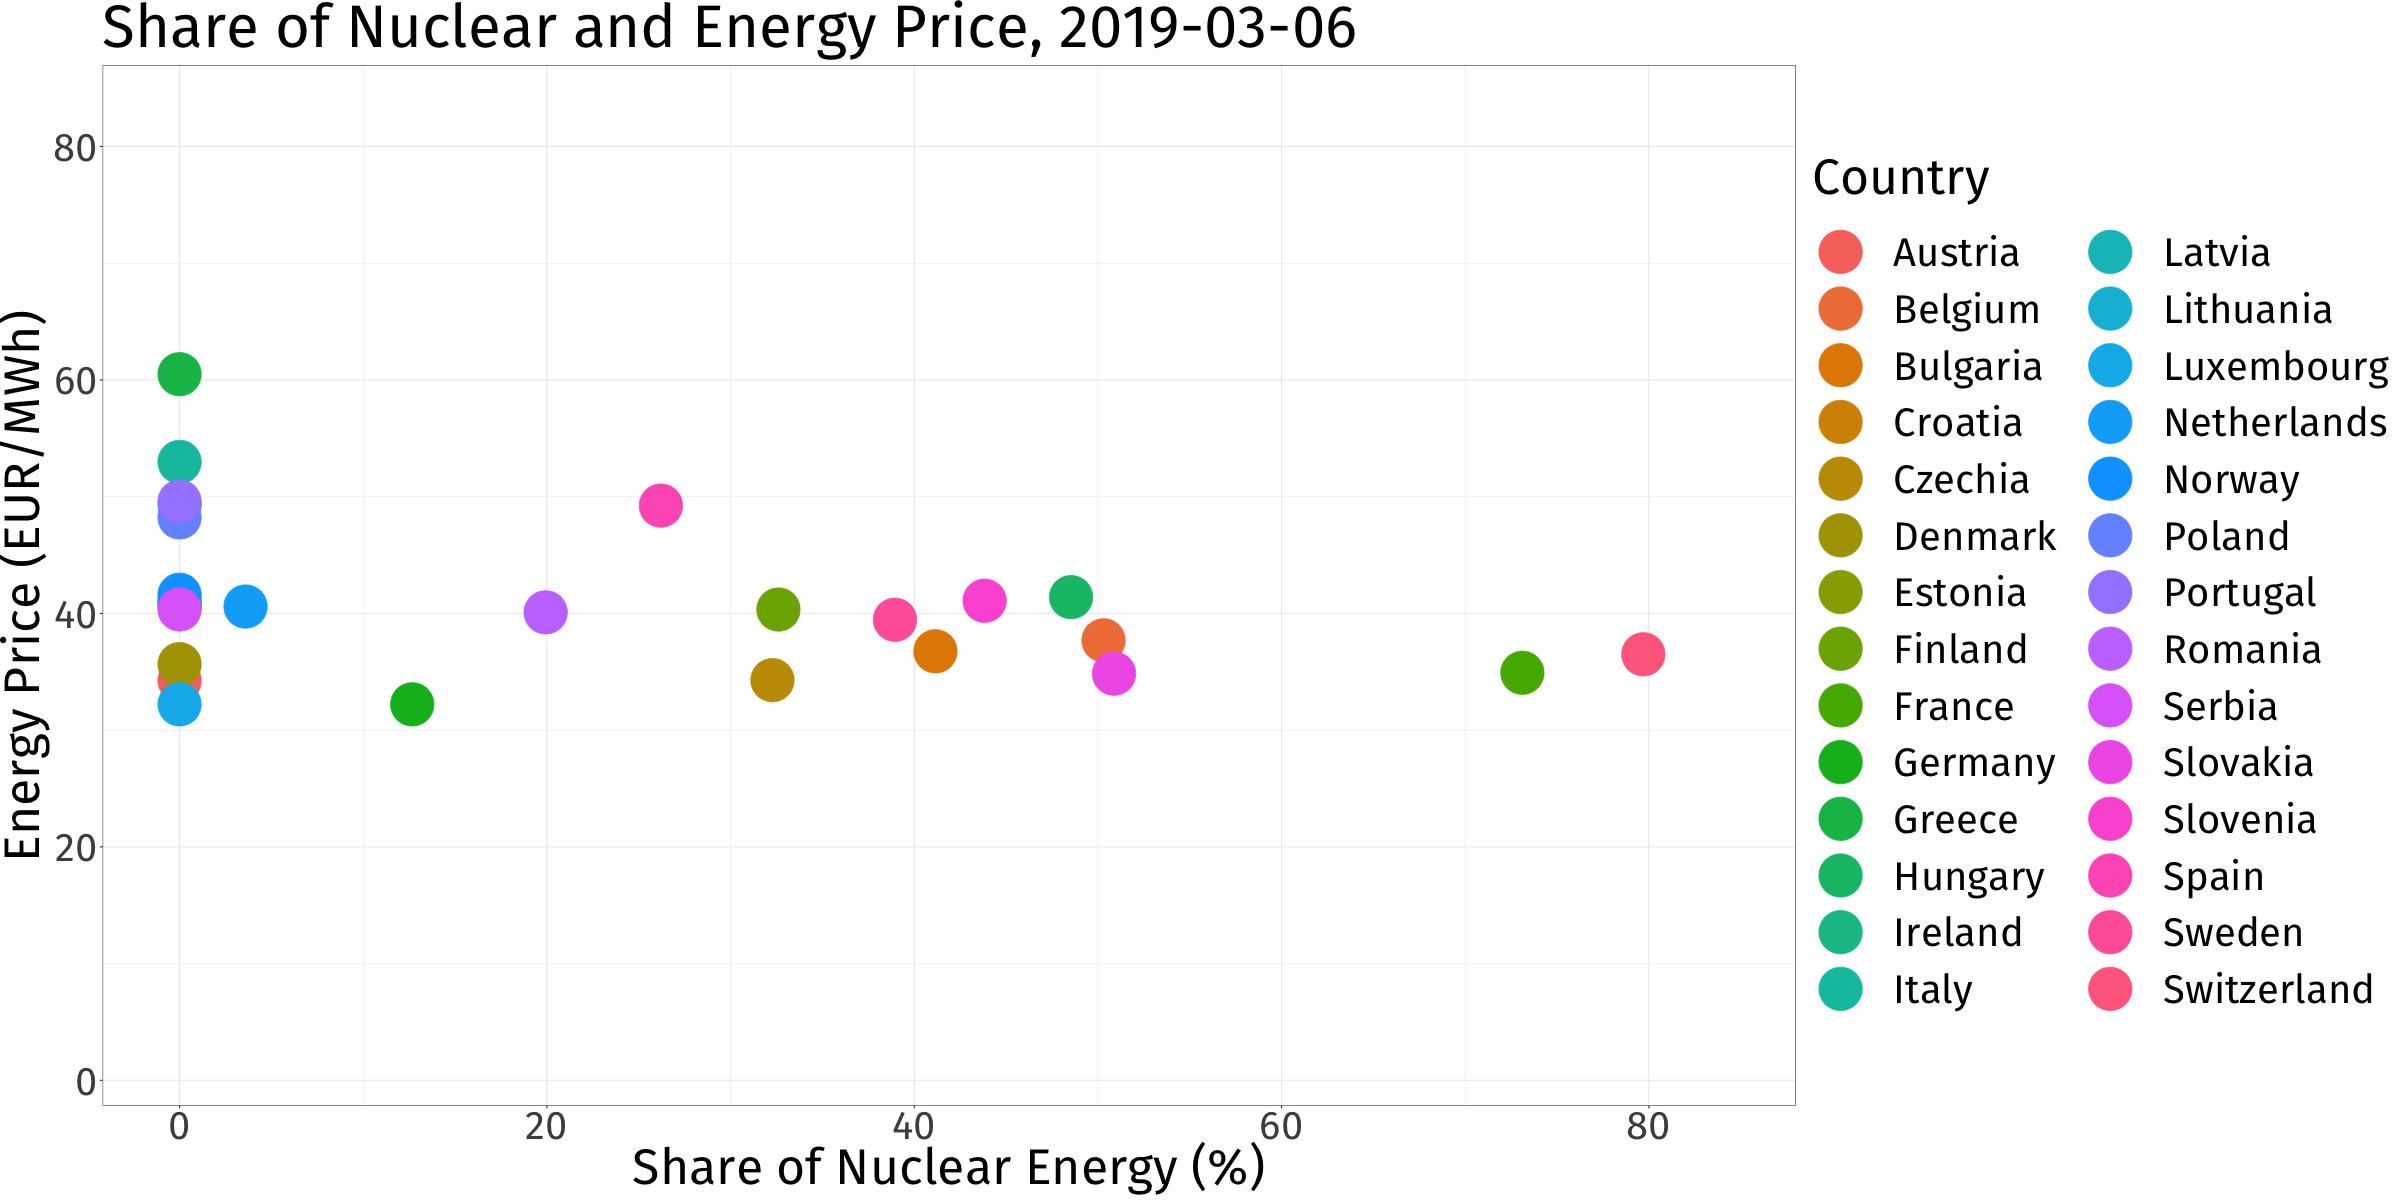 Share of Nuclear and Energy Price, 2019-03-06
Energy Price (EUR/MWh)
80
60
40
20
0
0 20 40 60 80
Share of Nuclear Energy (%)
Country
Austria
Belgium
Bulgaria
Croatia
Czechia
Denmark
Estonia
Finland
France
Germany
Greece
Hungary
Ireland
Italy
Latvia
Lithuania
Luxembourg
Netherlands
Norway
Poland
Portugal
Romania
Serbia
Slovakia
Slovenia
Spain
Sweden
Switzerland